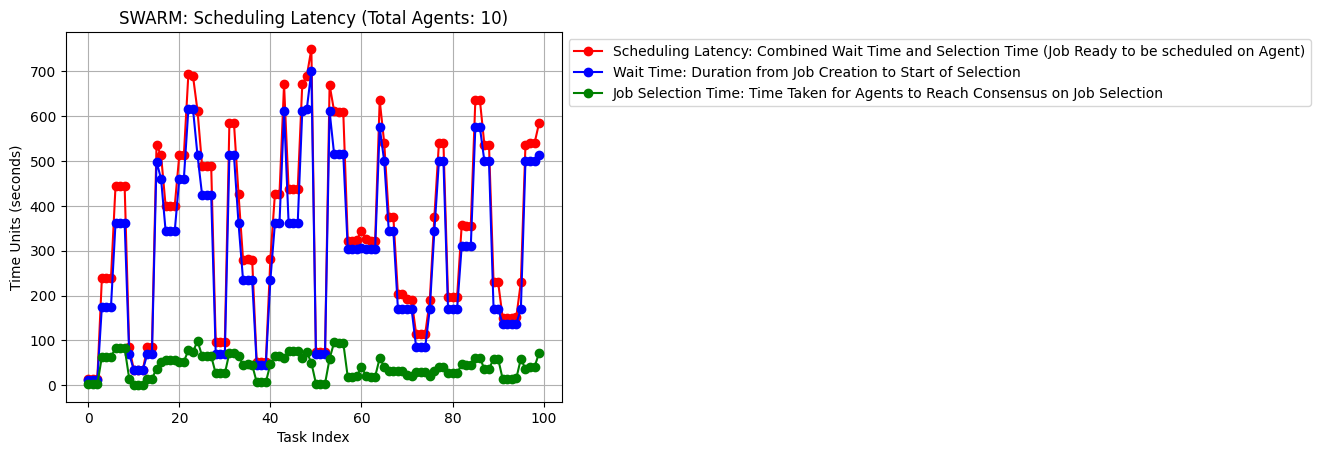 SWARM: Scheduling Latency (Total Agents: 10)
Scheduling Latency: Combined Wait Time and Selection Time (Job Ready to be scheduled on Agent)
Wait Time: Duration from Job Creation to Start of Selection
Job Selection Time: Time Taken for Agents to Reach Consensus on Job Selection
Time Units (seconds)
700
600
500
400
300
200
100
0
0 20 40 60 80 100
Task Index